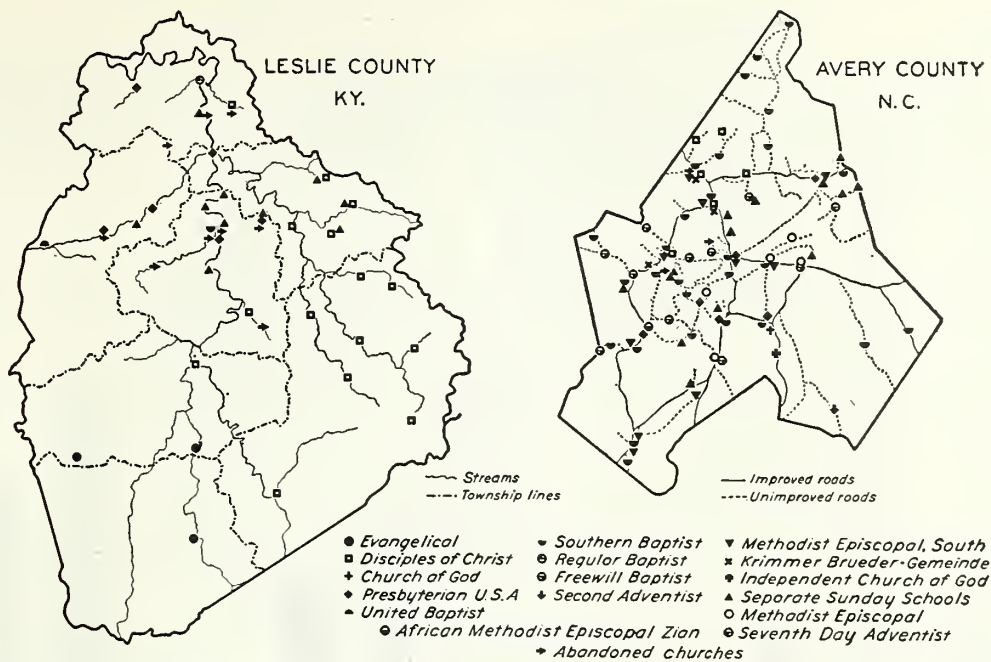 LESLIE COUNTY
KY.
AVERY COUNTY
N.C.
Streams
Township lines
Improved roads
Unimproved roads
Evangelical
Disciples of Christ
Church of God
Presbyterian U.S.A
United Baptist
African Methodist Episcopal Zian
Southern Baptist
Regular Baptist
Freewill Baptist
Second Adventist
Abandoned churches
Methodist Episcopal, South
Krimmer Brueder-Gemeinde
Independent Church of God
Separate Sunday Schools
Methodist Episcopal
Seventh Day Adventist